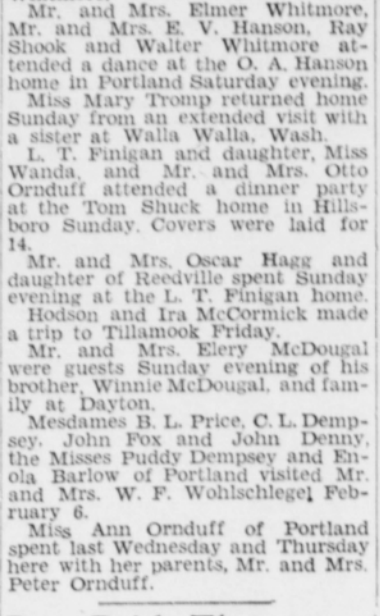 Mr. and Mrs. Elmer Whitmore,
Mr. and Mrs. E. V. Hanson, Ray
Shook and Walter Whitmore at-
tended a dance at the O. A. Hanson
home in Portland Saturday evening.
Miss Mary Tromp returned home
Sunday from an extended visit with
a sister at Walla Walla, Wash.
L. T. Finigan and daughter, Miss
Wanda, and Mr. and Mrs. Otto
Ornduff attended a dinner party
at the Tom Shuck home in Hills-
boro Sunday. Covers were laid for
14.
Mr. and Mrs. Oscar Hagg and
daughter of Reedville spent Sunday
evening at the L. T. Finigan home.
Hodson and Ira McCormick made
a trip to Tillamook Friday.
Mr. and Mrs. Elery McDougal
were guests Sunday evening of his
brother, Winnie McDougal, and fam-
ily at Dayton.
Mesdames B. L. Price, C. L. Demp-
sey, John Fox and John Denny,
the Misses Puddy Dempsey and En-
ola Barlow of Portland visited Mr.
and Mrs. W. F. Wohlschlegel Feb-
ruary 6.
Miss Ann Ornduff of Portland
spent last Wednesday and Thursday
here with her parents, Mr. and Mrs.
Peter Ornduff.